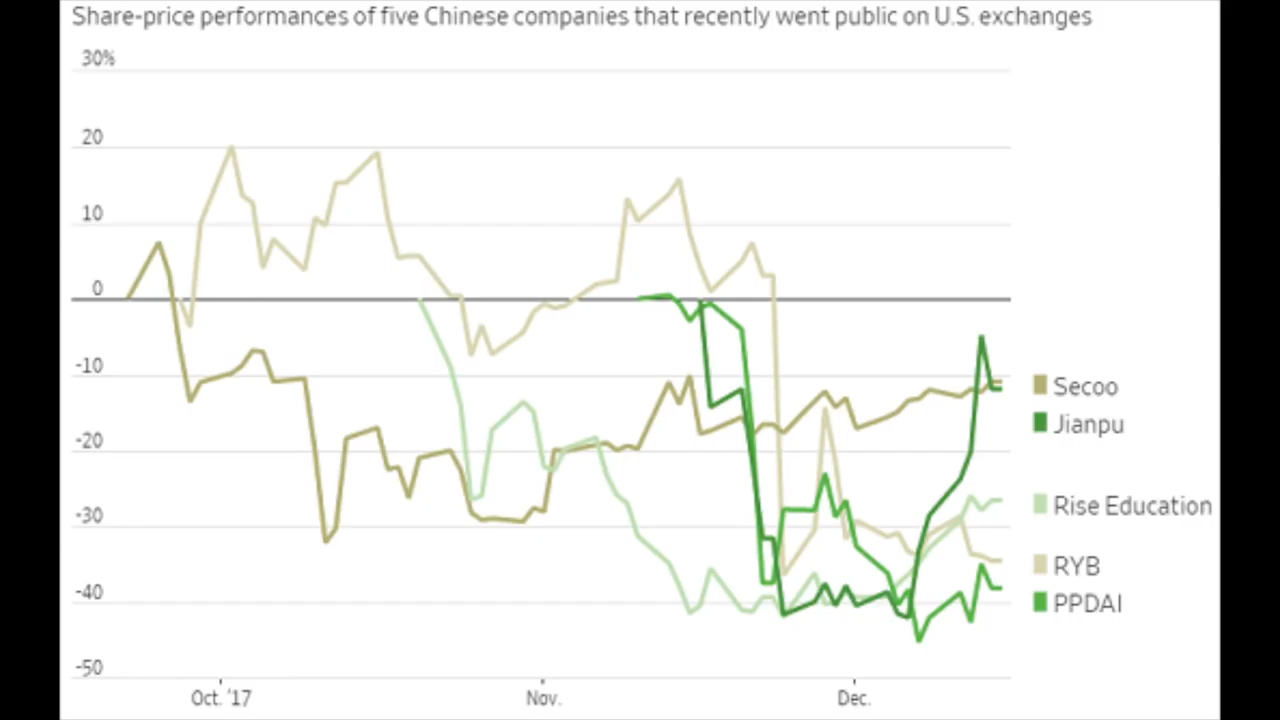 Share-price performances of five Chinese companies that recently went public on U.S. exchanges
30%
20
10
0
-10
-20
-30
-40
-50
Secoo
Jianpu
Rise Education
RYB
PPDAI
Oct. '17
Nov.
Dec.